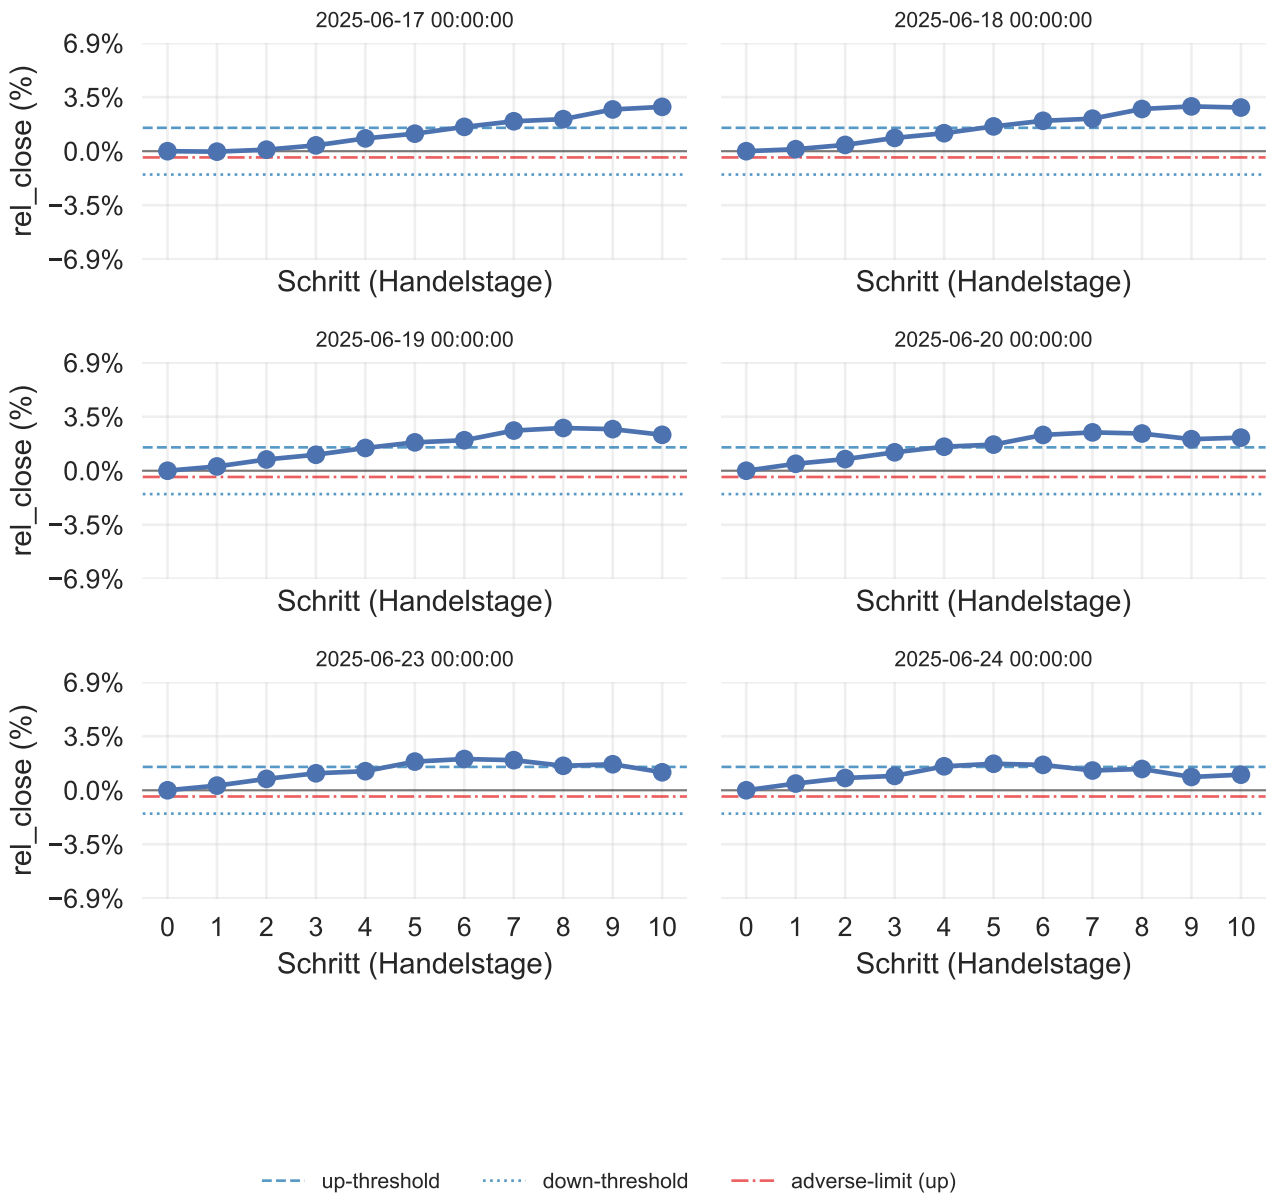 2025-06-17 00:00:00
2025-06-18 00:00:00
6.9%
3.5%
0.0%
−3.5%
−6.9%
rel_close (%)
Schritt (Handelstage)
Schritt (Handelstage)
2025-06-19 00:00:00
2025-06-20 00:00:00
6.9%
3.5%
0.0%
−3.5%
−6.9%
rel_close (%)
Schritt (Handelstage)
Schritt (Handelstage)
2025-06-23 00:00:00
2025-06-24 00:00:00
6.9%
3.5%
0.0%
−3.5%
−6.9%
rel_close (%)
0 1 2 3 4 5 6 7 8 9 10
0 1 2 3 4 5 6 7 8 9 10
Schritt (Handelstage)
Schritt (Handelstage)
up-threshold
down-threshold
adverse-limit (up)